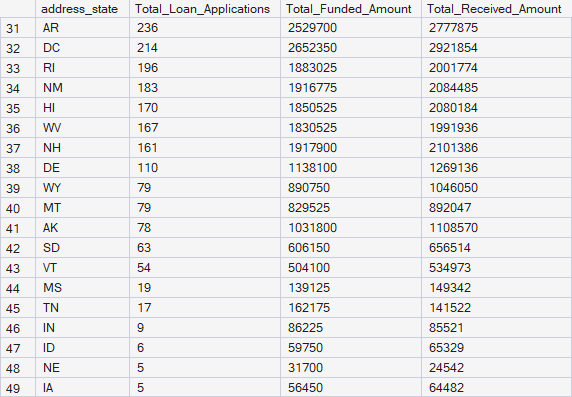 address_state Total_Loan_Applications Total_Funded_Amount Total_Received_Amount
31 AR 236 2529700 2777875
32 DC 214 2652350 2921854
33 RI 196 1883025 2001774
34 NM 183 1916775 2084485
35 HI 170 1850525 2080184
36 WV 167 1830525 1991936
37 NH 161 1917900 2101386
38 DE 110 1138100 1269136
39 WY 79 890750 1046050
40 MT 79 829525 892047
41 AK 78 1031800 1108570
42 SD 63 606150 656514
43 VT 54 504100 534973
44 MS 19 139125 149342
45 TN 17 162175 141522
46 IN 9 86225 85521
47 ID 6 59750 65329
48 NE 5 31700 24542
49 IA 5 56450 64482